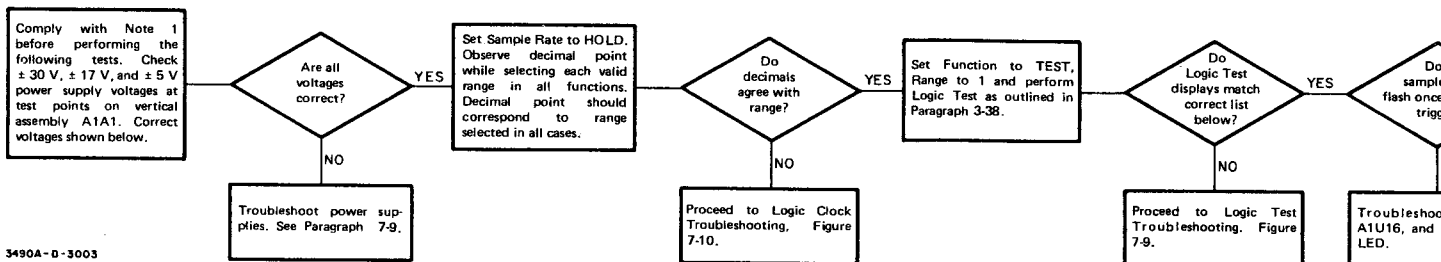 Comply with Note 1
before performing the
following tests. Check
± 30 V, ± 17 V, and ± 5 V
power supply voltages at
test points on vertical
assembly A1A1. Correct
voltages shown below.
Are all
voltages
correct?
YES
NO
Troubleshoot power sup-
plies. See Paragraph 7-9.
Set Sample Rate to HOLD.
Observe decimal point
while selecting each valid
range in all functions.
Decimal point should
correspond to range
selected in all cases.
Do
decimals
agree with
range?
YES
NO
Proceed to Logic Clock
Troubleshooting, Figure
7-10.
Set Function to TEST,
Range to 1 and perform
Logic Test as outlined in
Paragraph 3-38.
Do
Logic Test
displays match
correct list
below?
YES
NO
Proceed to Logic Test
Troubleshooting. Figure
7-9.
Do
sample
flash once
trigg
Troubleshoo
A1U16, and
LED.
3490A-D-3003